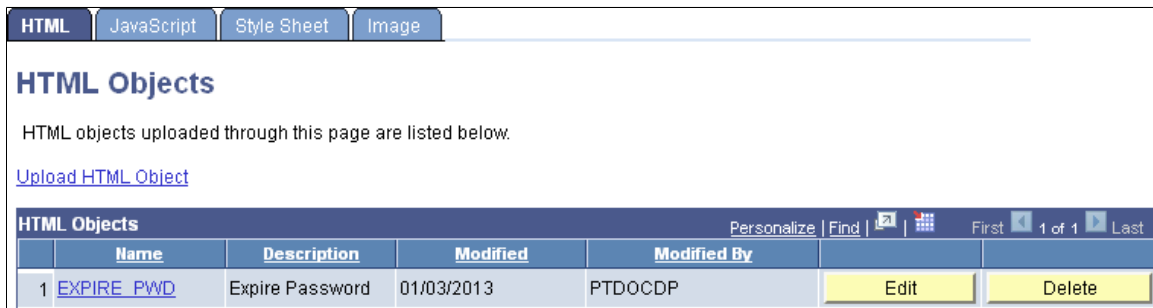 HTML JavaScript Style Sheet Image
HTML Objects
HTML objects uploaded through this page are listed below.
Upload HTML Object
HTML Objects Personalize | Find | | First 1 of 1 Last
Name Description Modified Modified By
1 EXPIRE_PWD Expire Password 01/03/2013 PTDOCDP Edit Delete